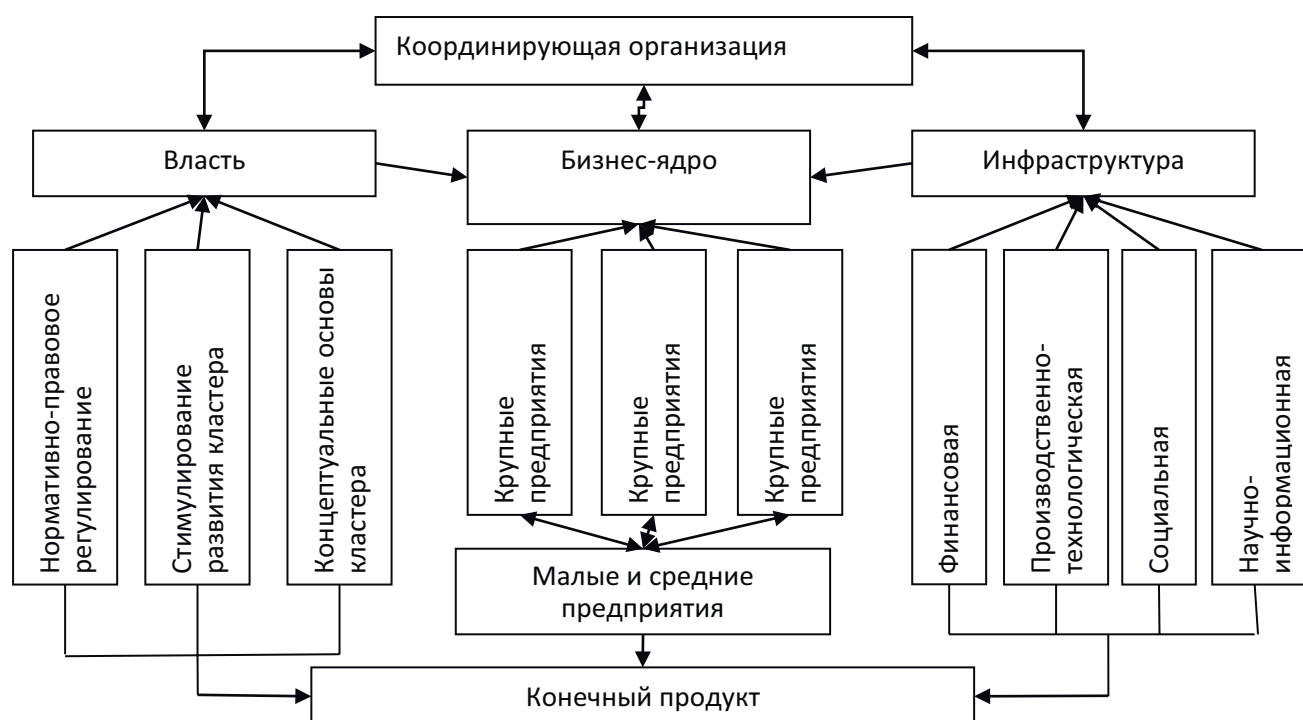 Координирующая организация
Власть
Бизнес-ядро
Инфраструктура
Нормативно-правовое
регулирование
Стимулирование
развития кластера
Концептуальные основы
кластера
Крупные
предприятия
Крупные
предприятия
Крупные
предприятия
Финансовая
Производственно-
технологическая
Социальная
Научно-
информационная
Малые и средние
предприятия
Конечный продукт